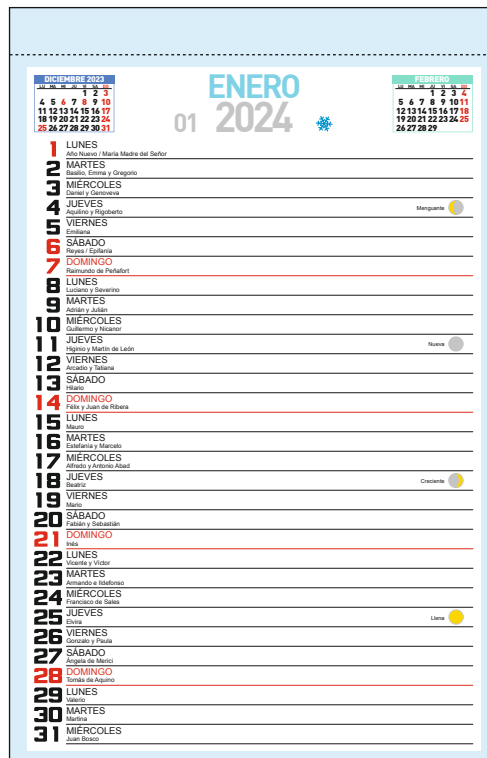 DICIEMBRE 2023
LU MA MI JU VI SA DO
1 2 3
4 5 6 7 8 9 10
11 12 13 14 15 16 17
18 19 20 21 22 23 24
25 26 27 28 29 30 31
ENERO
01 2024
FEBRERO
LU MA MI JU VI SA DO
1 2 3 4
5 6 7 8 9 10 11
12 13 14 15 16 17 18
19 20 21 22 23 24 25
26 27 28 29
1 LUNES
Año Nuevo / María Madre del Señor
2 MARTES
Basilio, Emma y Gregorio
3 MIÉRCOLES
Daniel y Genoveva
4 JUEVES
Aquilino y Rigoberto
Menguante
5 VIERNES
Emiliana
6 SÁBADO
Reyes / Epifanía
7 DOMINGO
Raimundo de Peñafort
8 LUNES
Luciano y Severino
9 MARTES
Adrián y Julián
10 MIÉRCOLES
Guillermo y Nicanor
11 JUEVES
Higinio y Martín de León
Nueva
12 VIERNES
Arcadio y Tatiana
13 SÁBADO
Hilario
14 DOMINGO
Félix y Juan de Ribera
15 LUNES
Mauro
16 MARTES
Estefanía y Marcelo
17 MIÉRCOLES
Alfredo y Antonio Abad
18 JUEVES
Beatriz
Creciente
19 VIERNES
Mario
20 SÁBADO
Fabián y Sebastián
21 DOMINGO
Inés
22 LUNES
Vicente y Víctor
23 MARTES
Armando e Ildefonso
24 MIÉRCOLES
Francisco de Sales
25 JUEVES
Elvira
Llena
26 VIERNES
Gonzalo y Paula
27 SÁBADO
Ángela de Merici
28 DOMINGO
Tomás de Aquino
29 LUNES
Valerio
30 MARTES
Martina
31 MIÉRCOLES
Juan Bosco